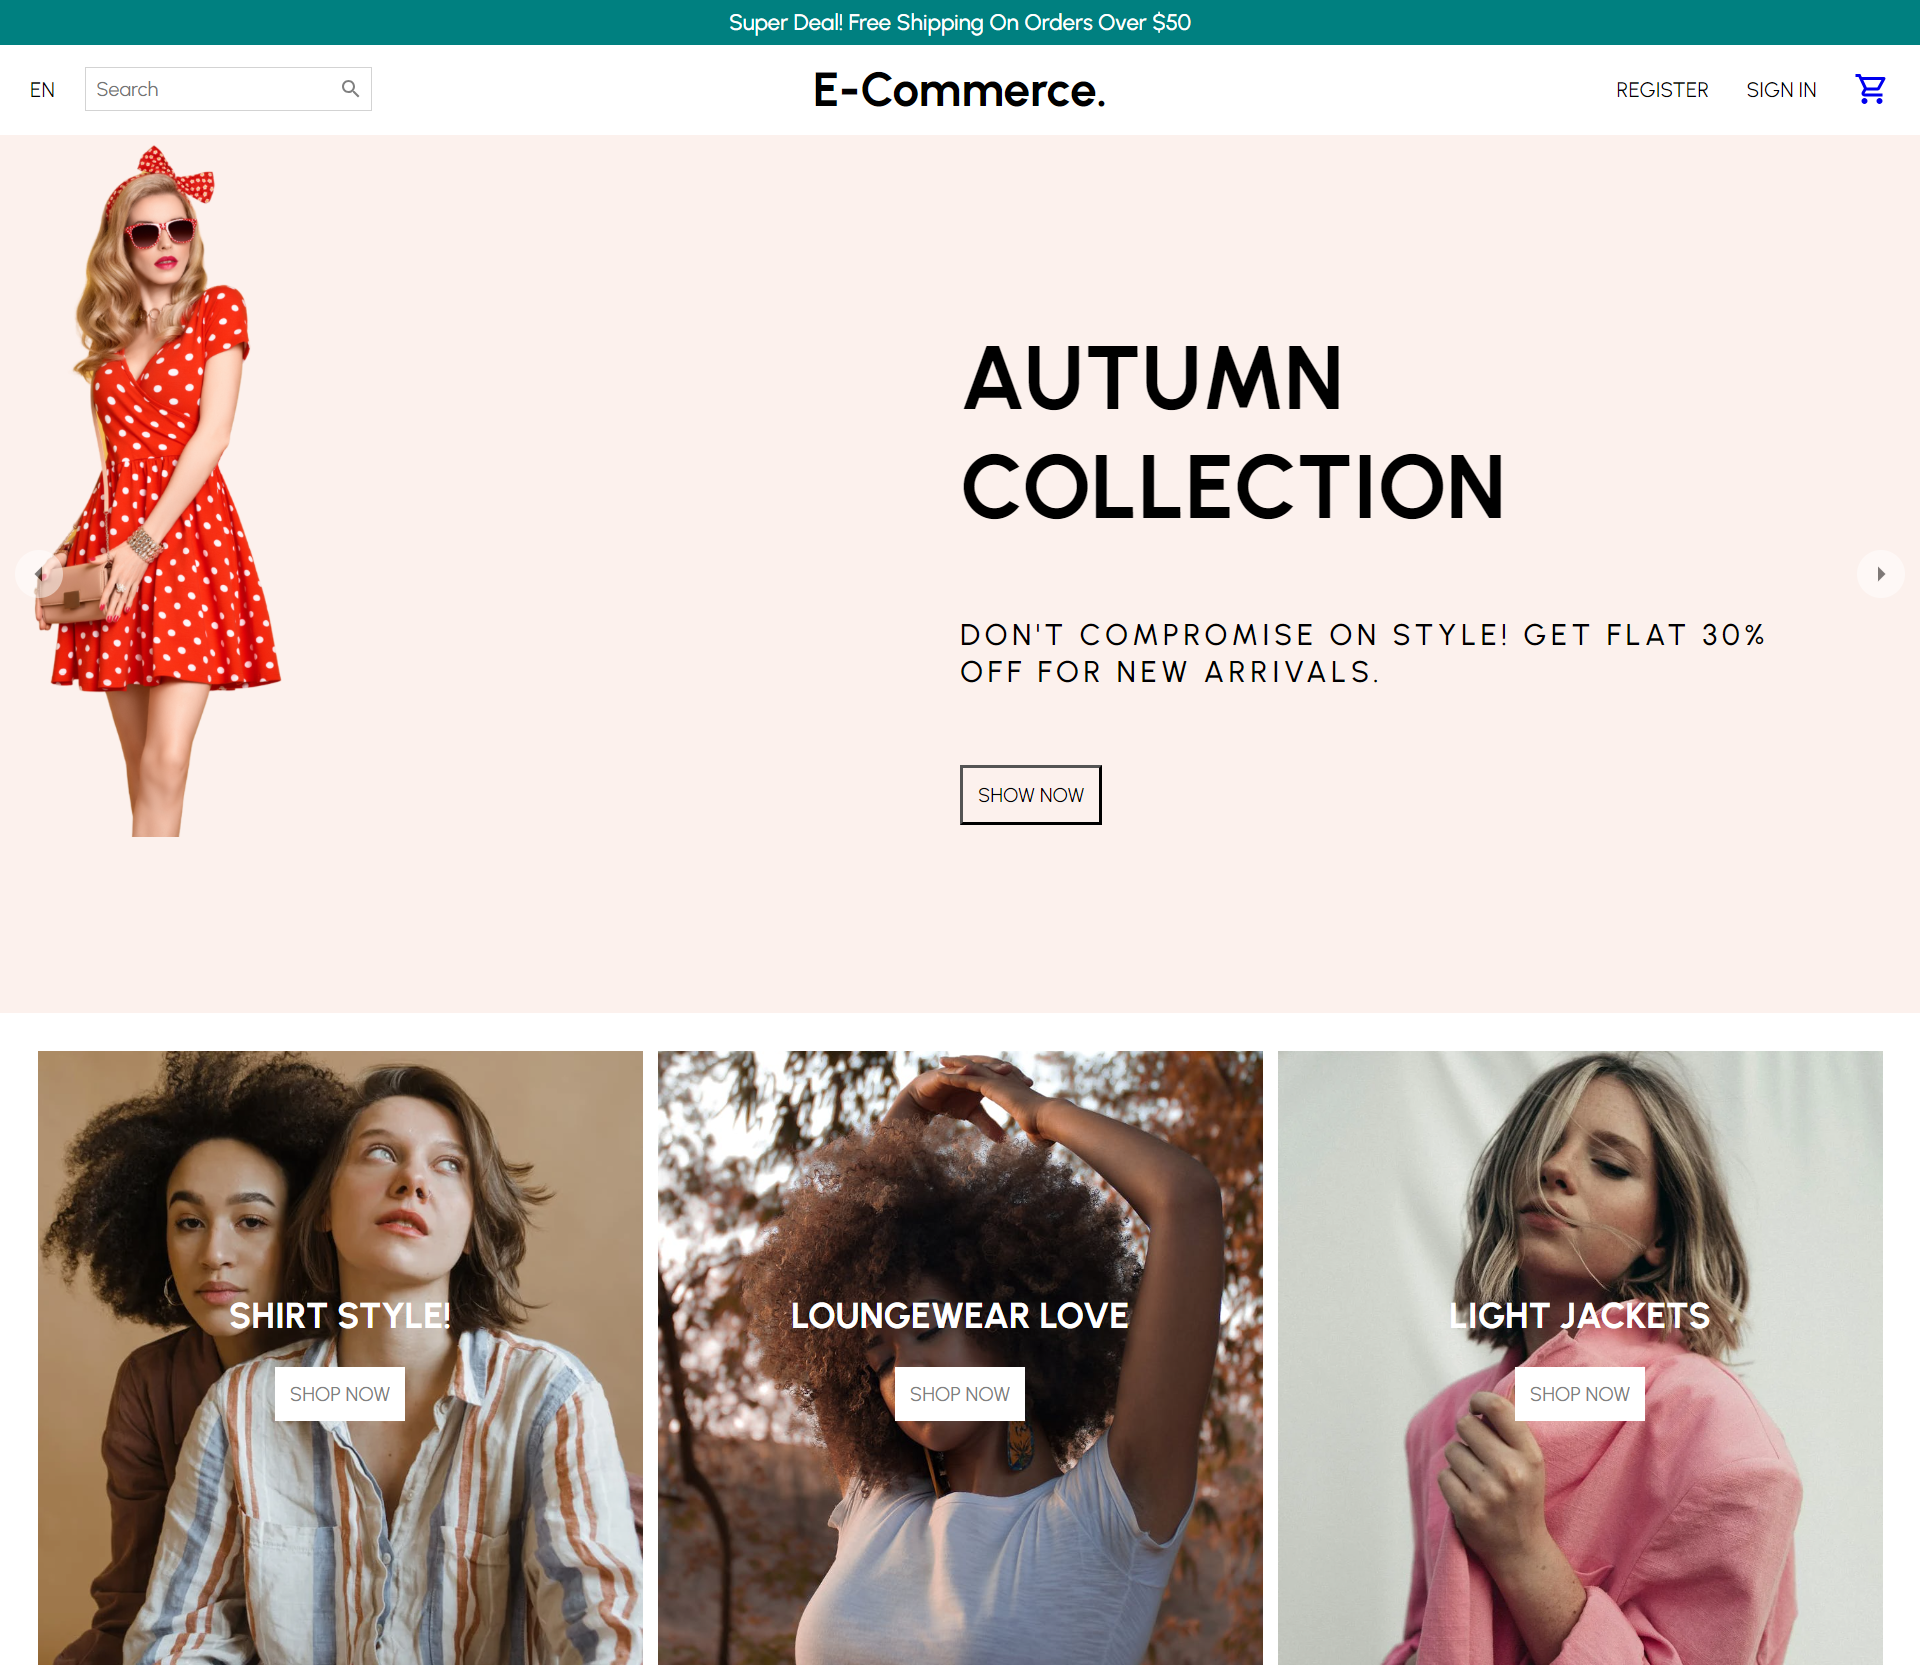 Super Deal! Free Shipping On Orders Over $50
EN
Search
E-Commerce.
REGISTER
SIGN IN
AUTUMN
COLLECTION
DON'T COMPROMISE ON STYLE! GET FLAT 30%
OFF FOR NEW ARRIVALS.
SHOW NOW
SHIRT STYLE!
SHOP NOW
LOUNGEWEAR LOVE
SHOP NOW
LIGHT JACKETS
SHOP NOW